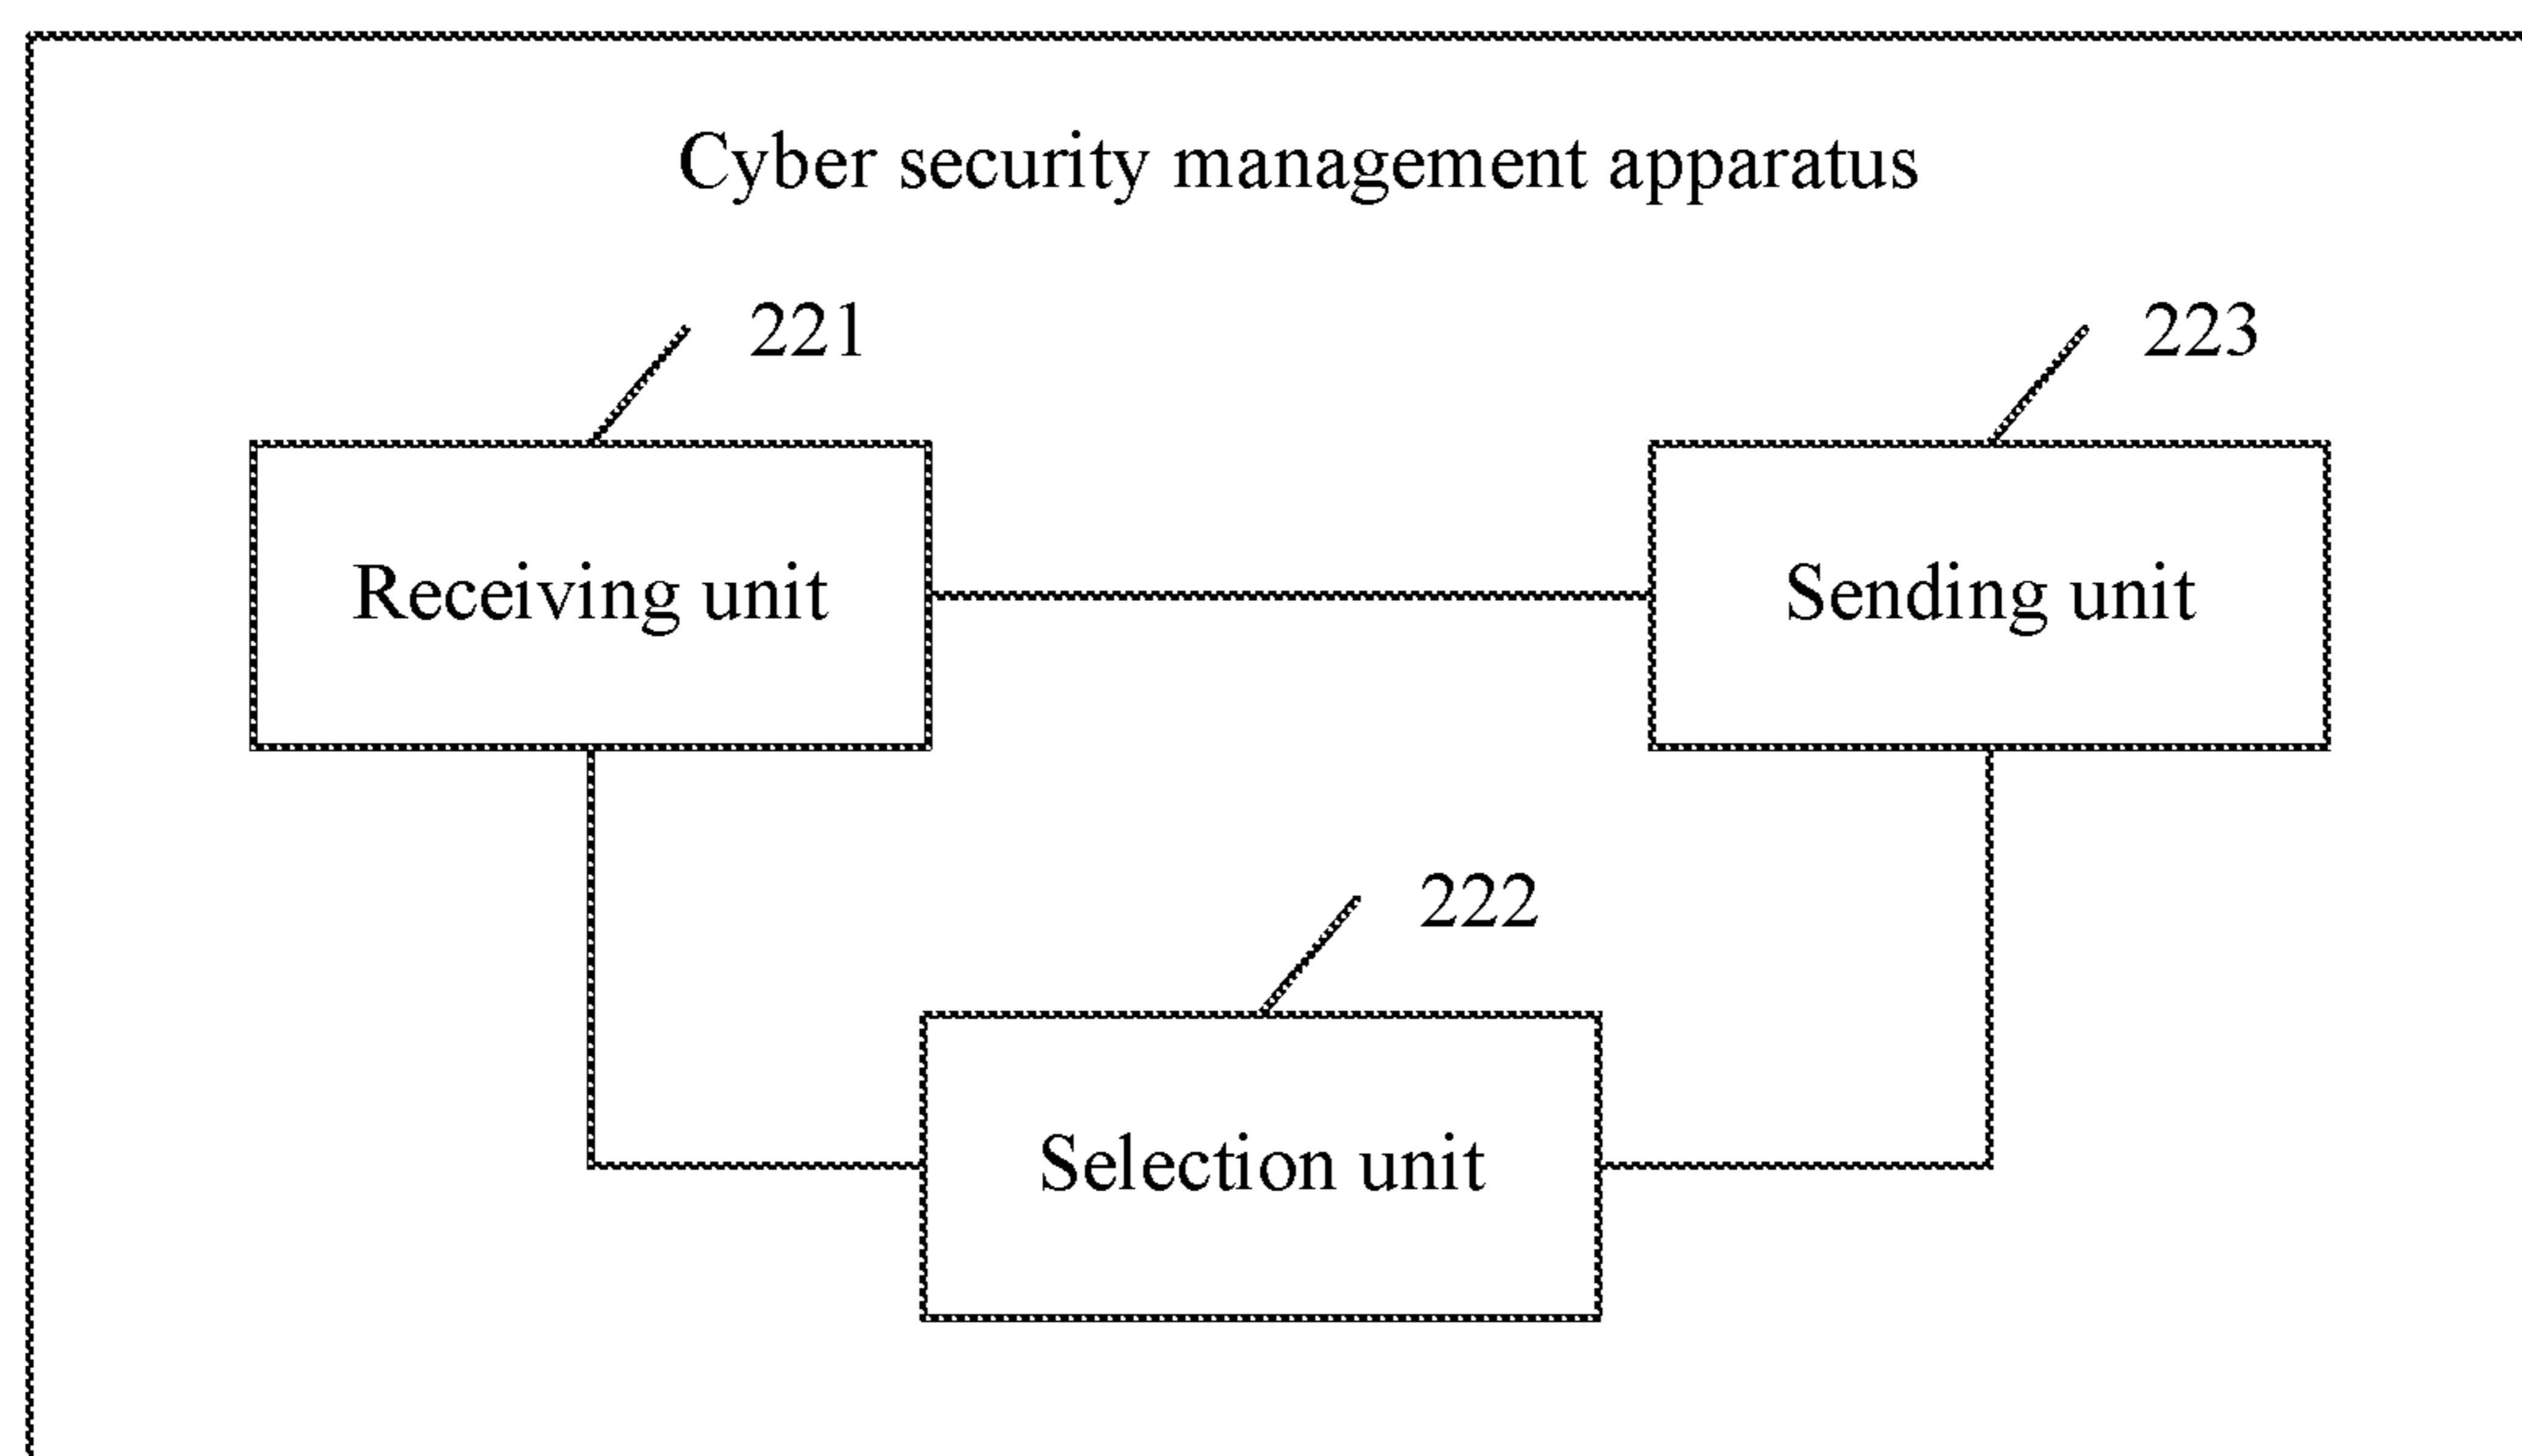 Cyber security management apparatus
221
223
Receiving unit
Sending unit
222
Selection unit